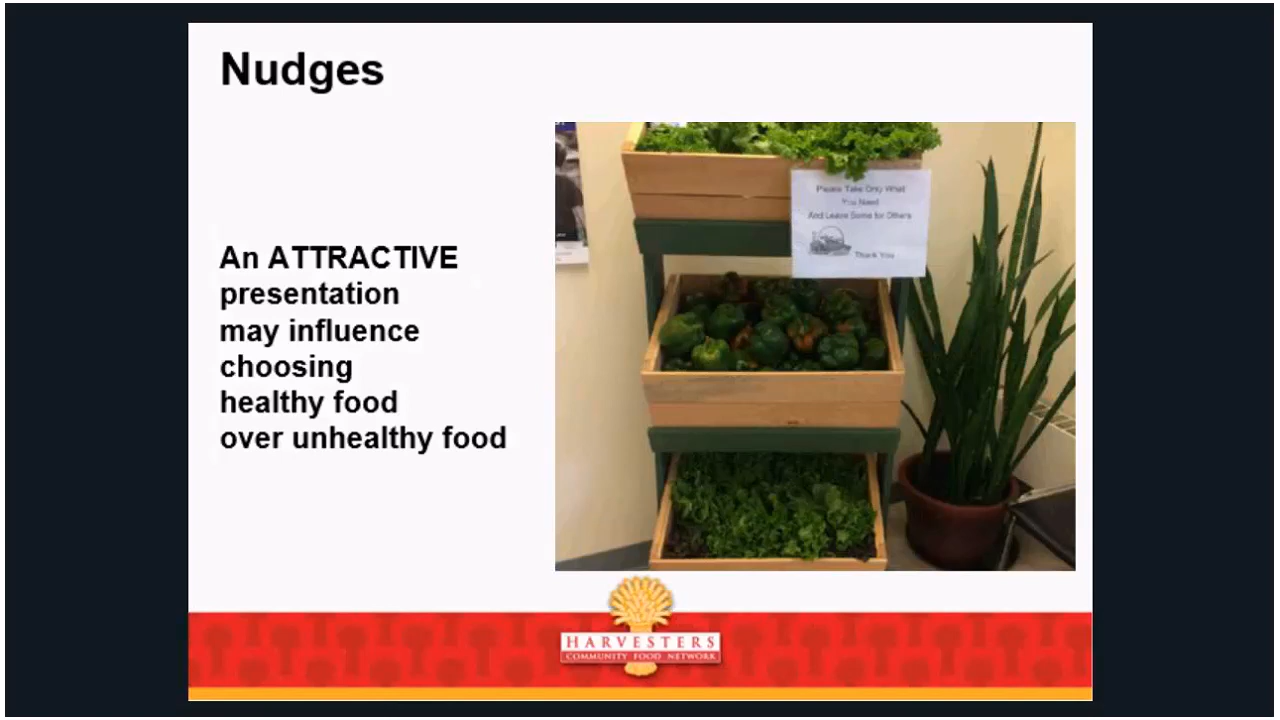 Nudges
An ATTRACTIVE
presentation
may influence
choosing
healthy food
over unhealthy food
Please Take Only What
You Need
And Leave Some for Others
Thank You
HARVESTERS
COMMUNITY FOOD NETWORK